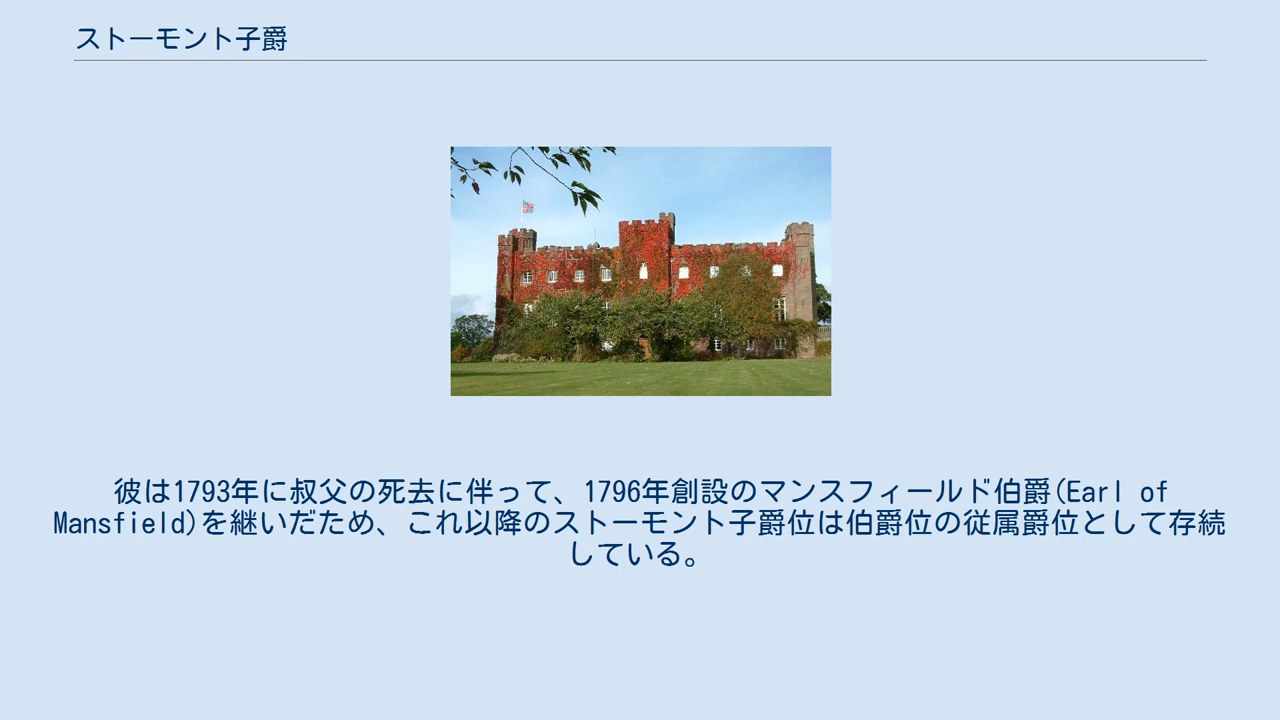 ストーモント子爵
彼は1793年に叔父の死去に伴って、1796年創設のマンスフィールド伯爵(Earl of
Mansfield)を継いだため、これ以降のストーモント子爵位は伯爵位の従属爵位として存続
している。